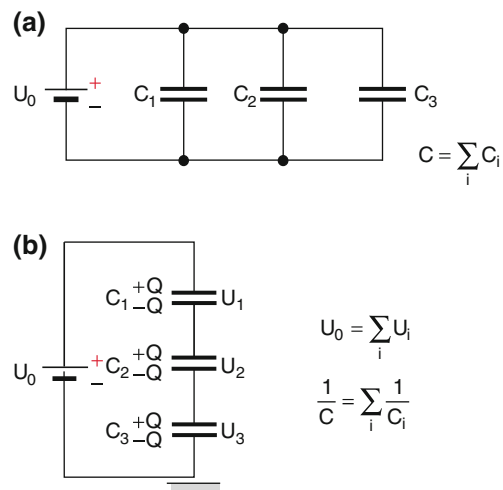 (a)
+
U₀ − C₁ C₂ C₃
C = ∑ᵢ Cᵢ
(b)
C₁ +Q −Q U₁
U₀ + − C₂ +Q −Q U₂
C₃ +Q −Q U₃
U₀ = ∑ᵢ Uᵢ
1/C = ∑ᵢ 1/Cᵢ